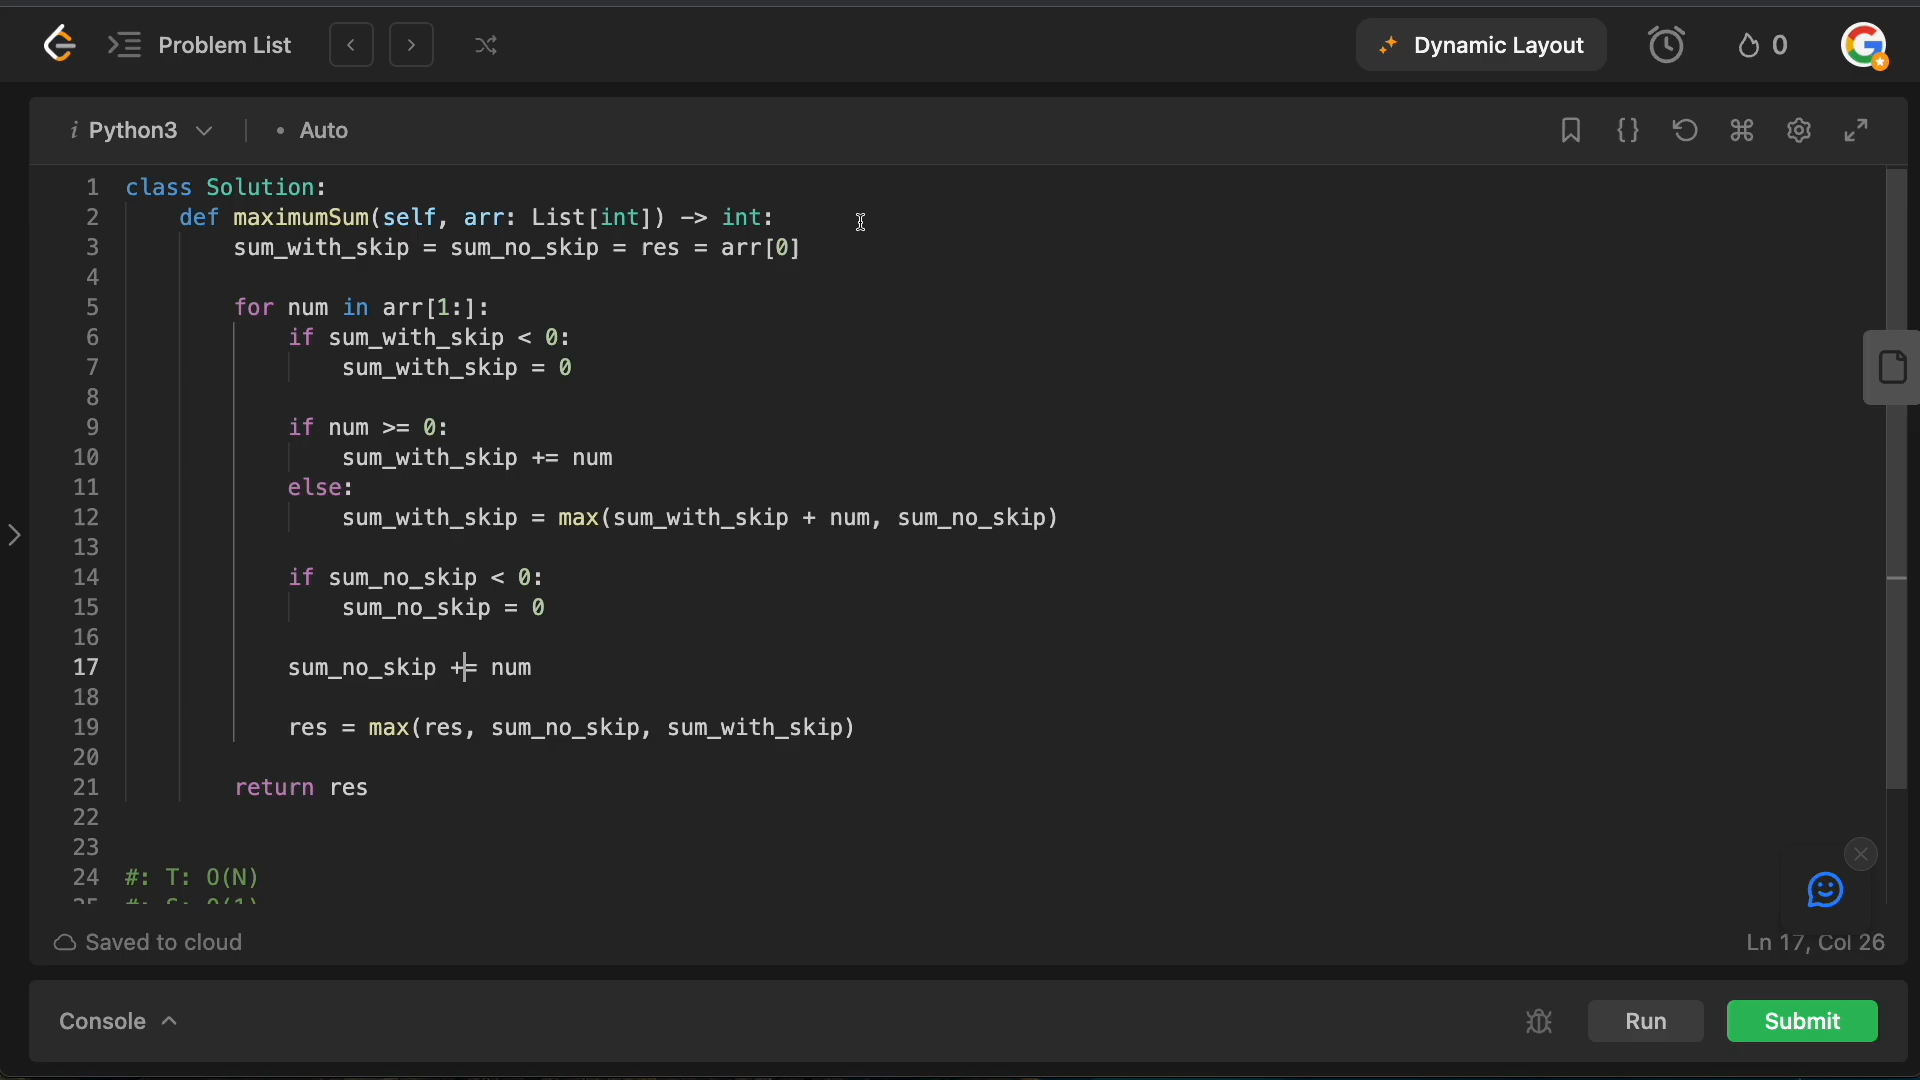 Problem List
Dynamic Layout
0
i Python3
• Auto
1 class Solution:
2 def maximumSum(self, arr: List[int]) -> int:
3 sum_with_skip = sum_no_skip = res = arr[0]
4
5 for num in arr[1:]:
6 if sum_with_skip < 0:
7 sum_with_skip = 0
8
9 if num >= 0:
10 sum_with_skip += num
11 else:
12 sum_with_skip = max(sum_with_skip + num, sum_no_skip)
13
14 if sum_no_skip < 0:
15 sum_no_skip = 0
16
17 sum_no_skip += num
18
19 res = max(res, sum_no_skip, sum_with_skip)
20
21 return res
22
23
24 #: T: O(N)
25 #: S: O(1)
Saved to cloud
Ln 17, Col 26
Console
Run
Submit